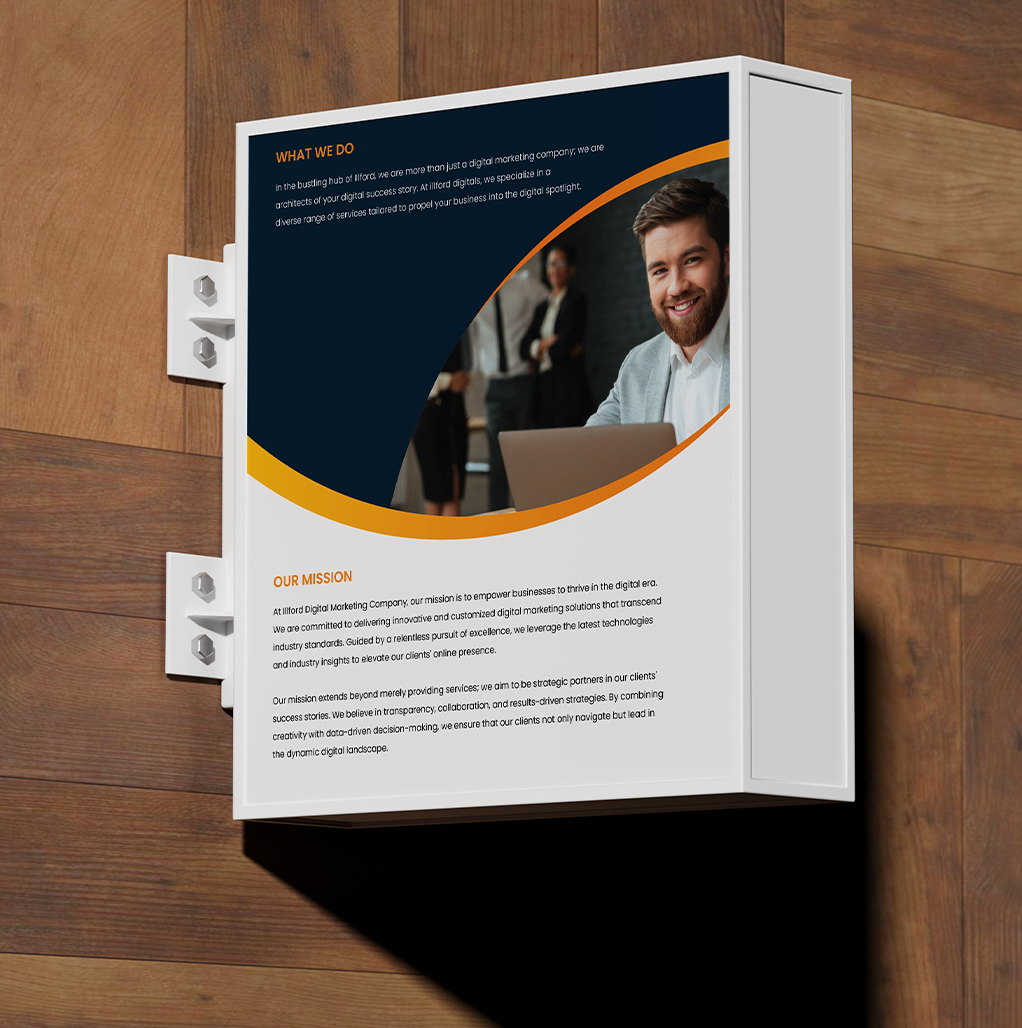 WHAT WE DO
In the bustling hub of Illford, we are more than just a digital marketing company; we are
architects of your digital success story. At illford digitals, we specialize in a
diverse range of services tailored to propel your business into the digital spotlight.
OUR MISSION
At Illford Digital Marketing Company, our mission is to empower businesses to thrive in the digital era.
We are committed to delivering innovative and customized digital marketing solutions that transcend
industry standards. Guided by a relentless pursuit of excellence, we leverage the latest technologies
and industry insights to elevate our clients' online presence.
Our mission extends beyond merely providing services; we aim to be strategic partners in our clients'
success stories. We believe in transparency, collaboration, and results-driven strategies. By combining
creativity with data-driven decision-making, we ensure that our clients not only navigate but lead in
the dynamic digital landscape.